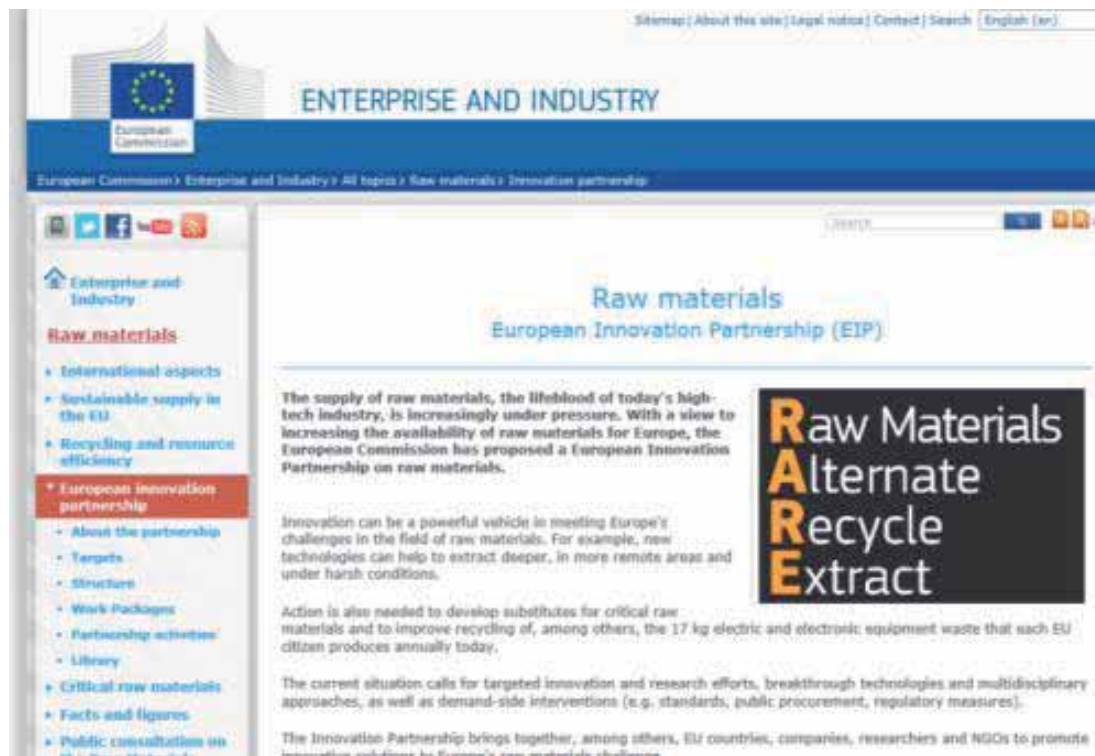 Sitemap | About this site | Legal notice | Contact | Search English (en)
ENTERPRISE AND INDUSTRY
European
Commission
European Commission > Enterprise and Industry > All topics > Raw materials > Innovation partnership
Search
Enterprise and
Industry
Raw materials
International aspects
Sustainable supply in
the EU
Recycling and resource
efficiency
European innovation
partnership
About the partnership
Targets
Structure
Work Packages
Partnership activities
Library
Critical raw materials
Facts and figures
Public consultation on
Raw materials
European Innovation Partnership (EIP)
The supply of raw materials, the lifeblood of today's high-
tech industry, is increasingly under pressure. With a view to
increasing the availability of raw materials for Europe, the
European Commission has proposed a European Innovation
Partnership on raw materials.
Raw Materials
Alternate
Recycle
Extract
Innovation can be a powerful vehicle in meeting Europe's
challenges in the field of raw materials. For example, new
technologies can help to extract deeper, in more remote areas and
under harsh conditions.
Action is also needed to develop substitutes for critical raw
materials and to improve recycling of, among others, the 17 kg electric and electronic equipment waste that each EU
citizen produces annually today.
The current situation calls for targeted innovation and research efforts, breakthrough technologies and multidisciplinary
approaches, as well as demand-side interventions (e.g. standards, public procurement, regulatory measures).
The Innovation Partnership brings together, among others, EU countries, companies, researchers and NGOs to promote
innovative solutions to Europe's raw materials challenge.